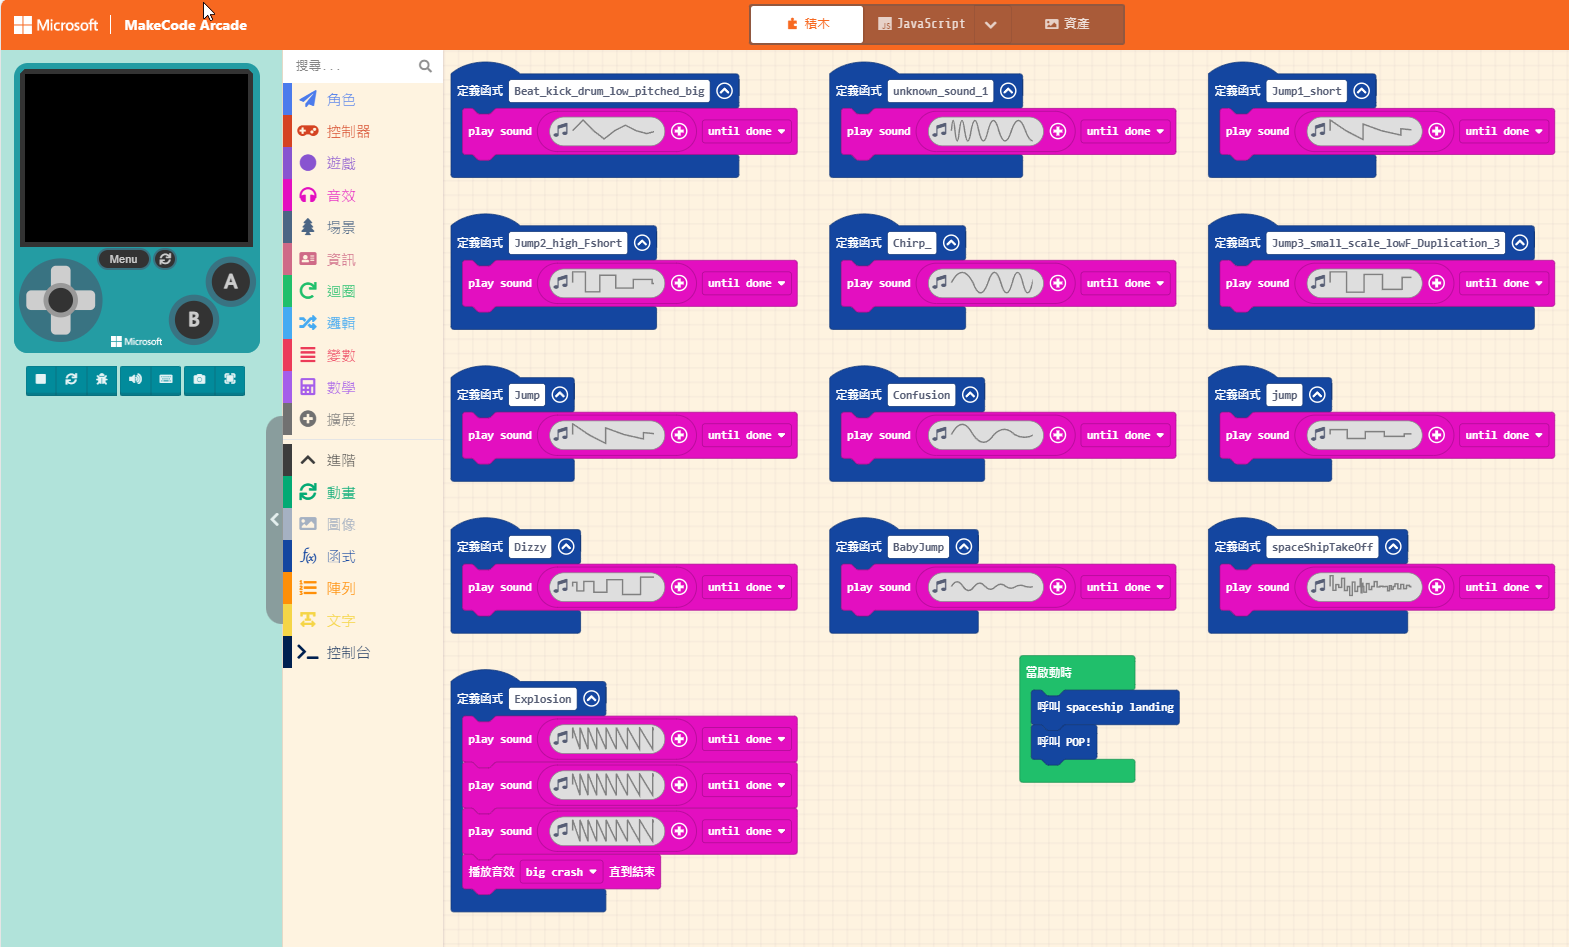 Microsoft MakeCode Arcade
積木
JavaScript
資產
Menu
A
B
Microsoft
搜尋...
角色
控制器
遊戲
音效
場景
資訊
迴圈
邏輯
變數
數學
擴展
進階
動畫
圖像
函式
陣列
文字
控制台
定義函式 Beat_kick_drum_low_pitched_big
play sound until done
定義函式 unknown_sound_1
play sound until done
定義函式 Jump1_short
play sound until done
定義函式 Jump2_high_Fshort
play sound until done
定義函式 Chirp_
play sound until done
定義函式 Jump3_small_scale_lowF_Duplication_3
play sound until done
定義函式 Jump
play sound until done
定義函式 Confusion
play sound until done
定義函式 jump
play sound until done
定義函式 Dizzy
play sound until done
定義函式 BabyJump
play sound until done
定義函式 spaceShipTakeOff
play sound until done
定義函式 Explosion
play sound until done
play sound until done
play sound until done
播放音效 big crash 直到結束
當啟動時
呼叫 spaceship landing
呼叫 POP!